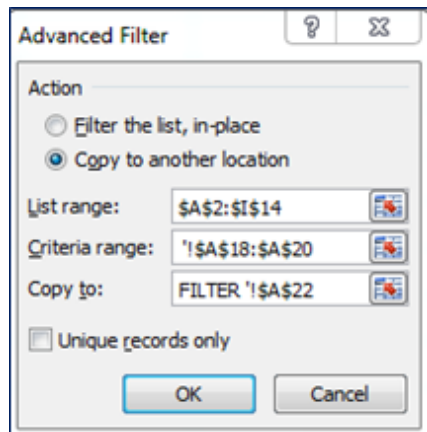 Advanced Filter
Action
Filter the list, in-place
Copy to another location
List range: $A$2:$I$14
Criteria range: '!$A$18:$A$20
Copy to: FILTER '!$A$22
Unique records only
OK Cancel